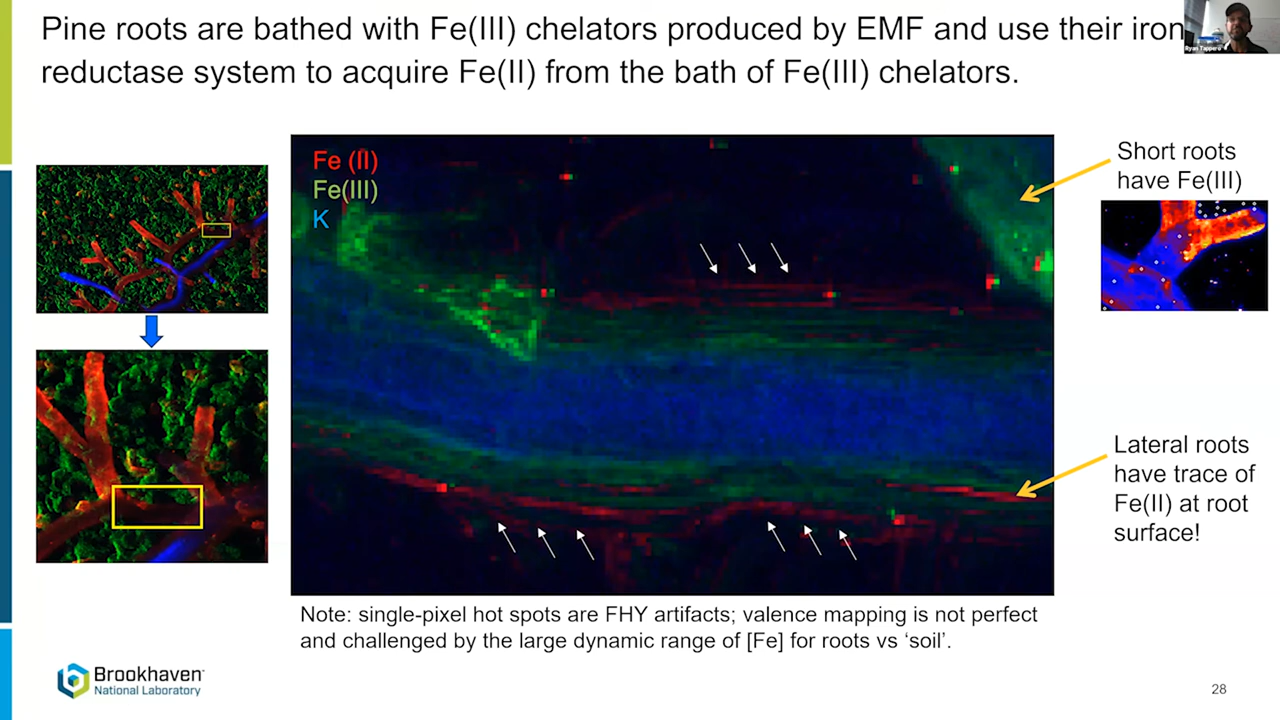 Pine roots are bathed with Fe(III) chelators produced by EMF and use their iron
reductase system to acquire Fe(II) from the bath of Fe(III) chelators.
Ryan Tappero
Fe (II)
Fe(III)
K
Short roots
have Fe(III)
Lateral roots
have trace of
Fe(II) at root
surface!
Note: single-pixel hot spots are FHY artifacts; valence mapping is not perfect
and challenged by the large dynamic range of [Fe] for roots vs ‘soil’.
Brookhaven
National Laboratory
28